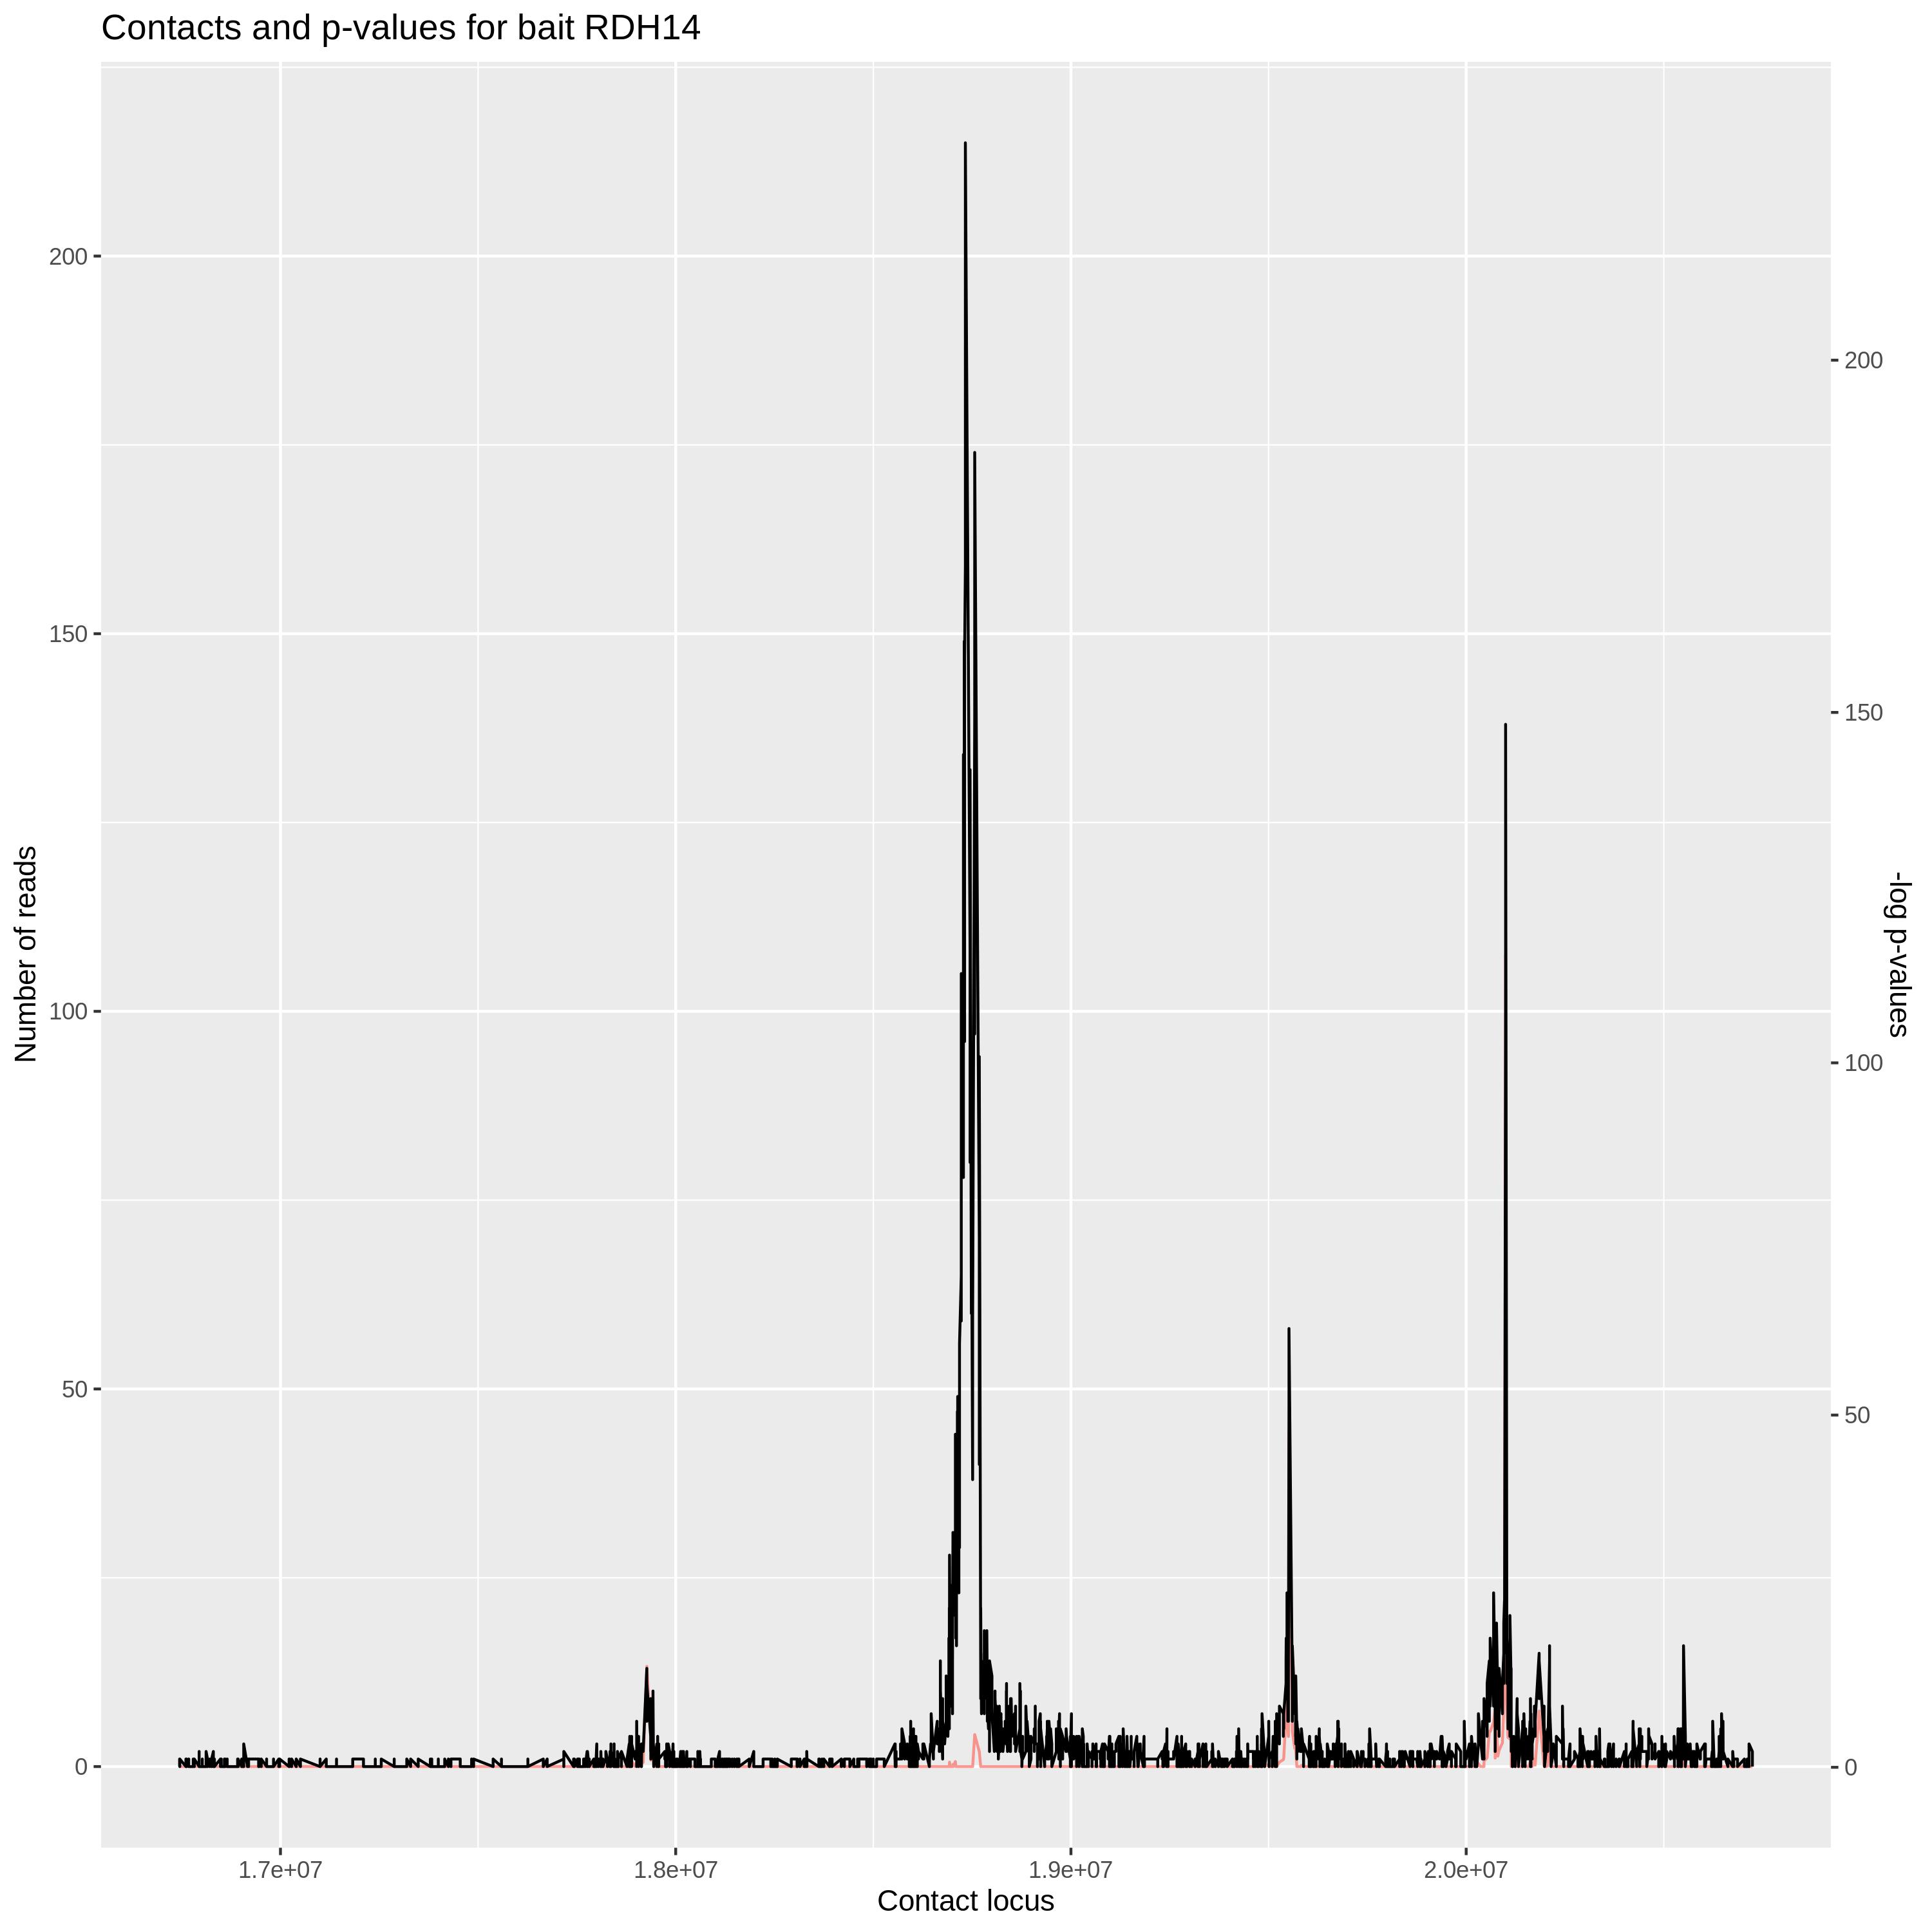 Contacts and p-values for bait RDH14
200
150
100
50
0
Number of reads
200
150
100
50
0
-log p-values
1.7e+07
1.8e+07
1.9e+07
2.0e+07
Contact locus